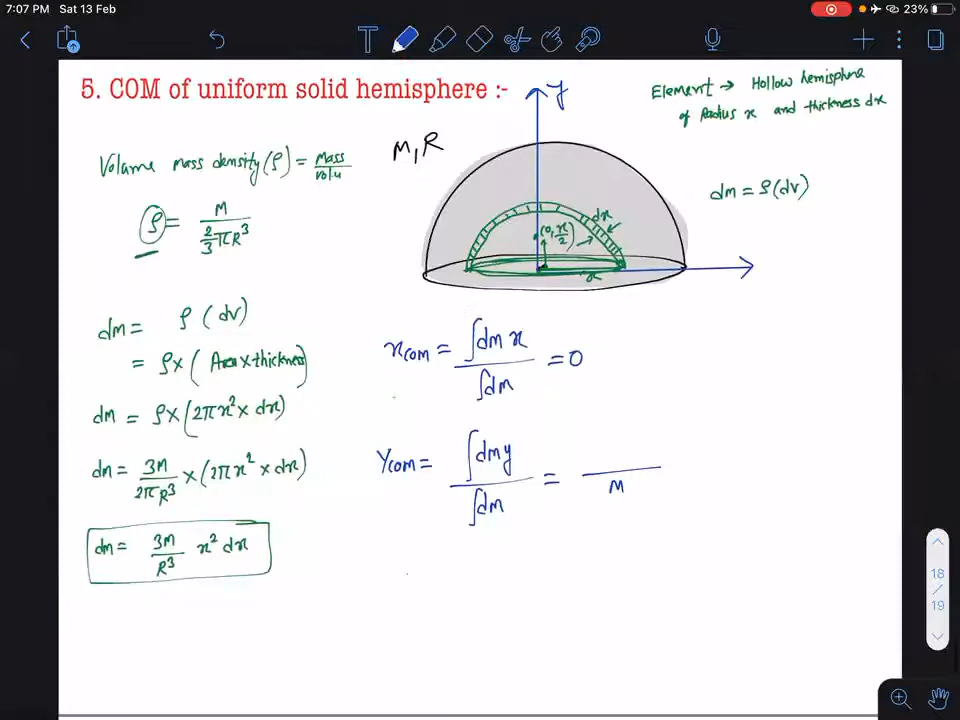 7:07 PM Sat 13 Feb
23%
5. COM of uniform solid hemisphere :-
Element → Hollow hemisphere
of Radius x and thickness dx
y
M, R
Volume mass density (ρ) = Mass
Volu
ρ = M
2/3 πR³
dm = ρ(dv)
dx
(0, x/2)
x
dm = ρ (dv)
= ρ × (Area × thickness)
dm = ρ × (2πx² × dx)
dm = 3M/2πR³ × (2πx² × dx)
dm = 3M/R³ x² dx
xcom = ∫dm x / ∫dm = 0
Ycom = ∫dm y / ∫dm = / M
18
/
19